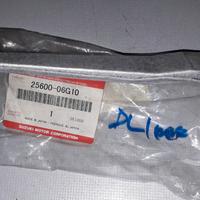 25600-06G10
1
SUZUKI MOTOR CORPORATION
DL1000